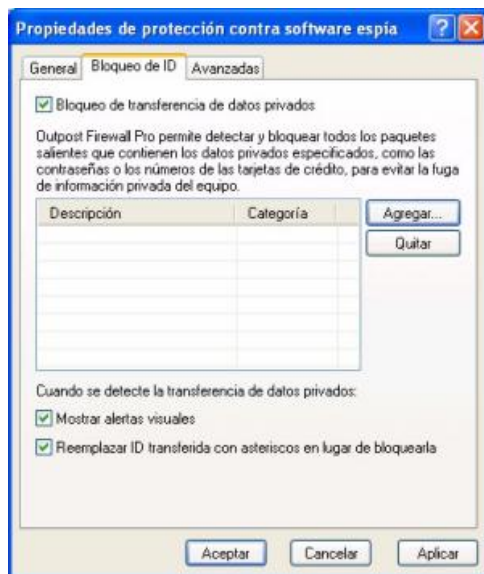 Propiedades de protección contra software espía
General Bloqueo de ID Avanzadas
Bloqueo de transferencia de datos privados
Outpost Firewall Pro permite detectar y bloquear todos los paquetes
salientes que contienen los datos privados especificados, como las
contraseñas o los números de las tarjetas de crédito, para evitar la fuga
de información privada del equipo.
Descripción Categoría Agregar...
Quitar
Cuando se detecte la transferencia de datos privados:
Mostrar alertas visuales
Reemplazar ID transferida con asteriscos en lugar de bloquearla
Aceptar Cancelar Aplicar